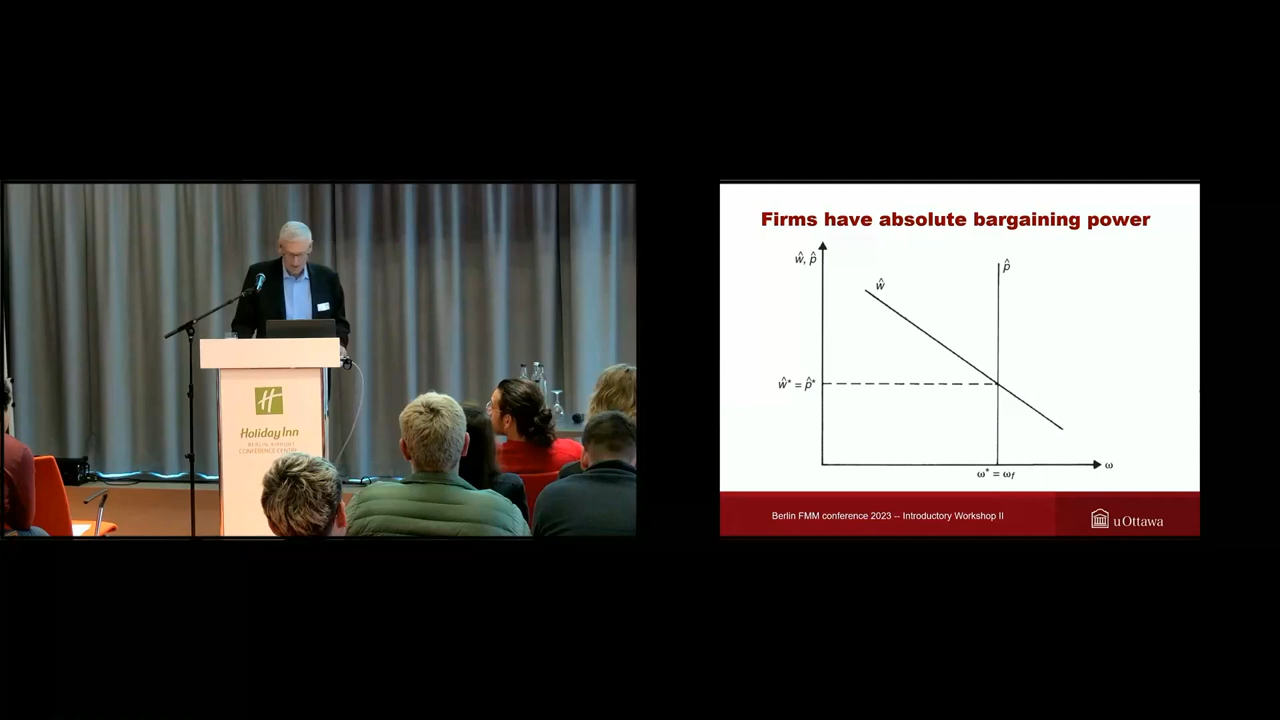 Holiday Inn
BERLIN AIRPORT
CONFERENCE CENTRE
Firms have absolute bargaining power
ŵ, p̂
ŵ
p̂
ŵ* = p̂*
ω
ω* = ωf
Berlin FMM conference 2023 -- Introductory Workshop II
uOttawa